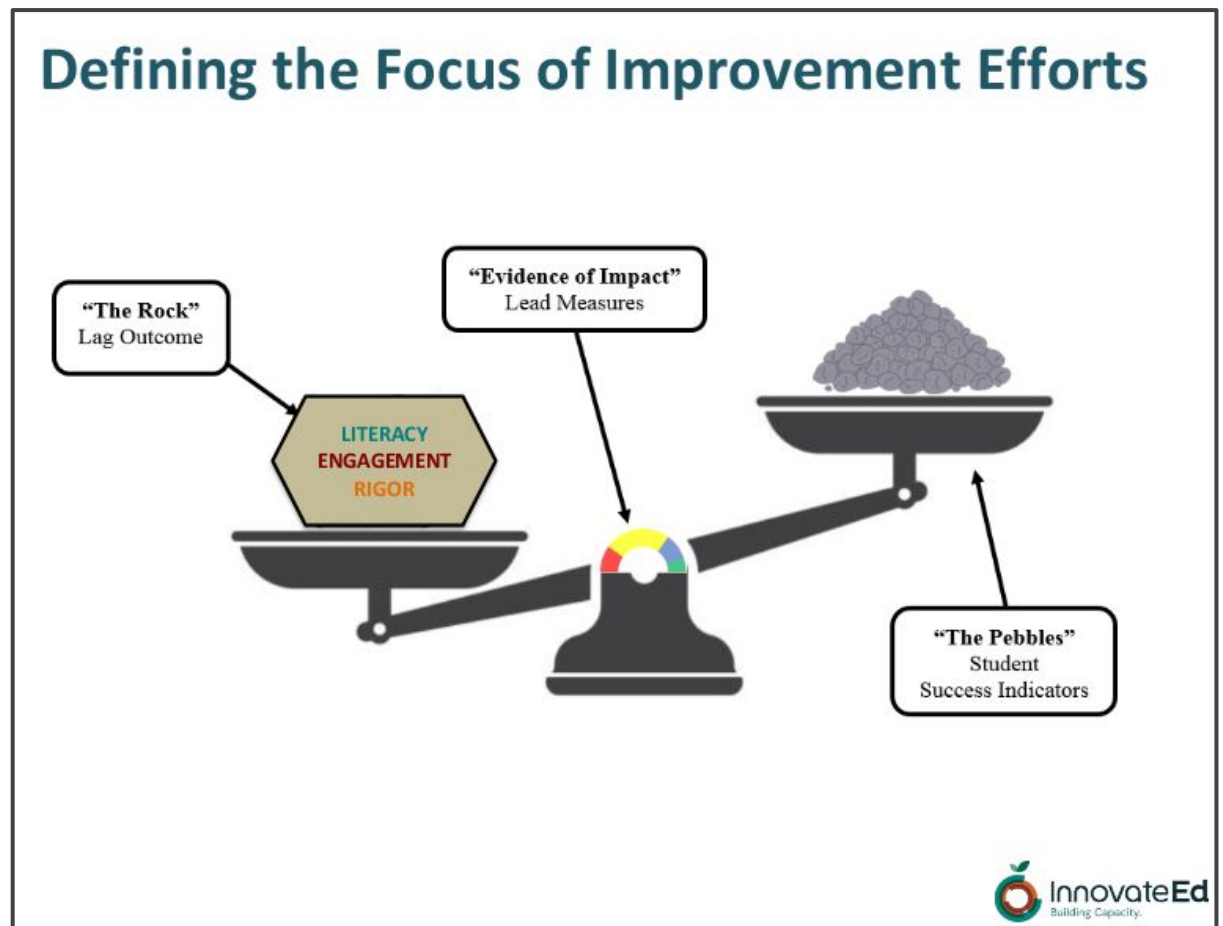 Defining the Focus of Improvement Efforts
“The Rock”
Lag Outcome
“Evidence of Impact”
Lead Measures
LITERACY
ENGAGEMENT
RIGOR
“The Pebbles”
Student
Success Indicators
InnovateEd
Building Capacity.